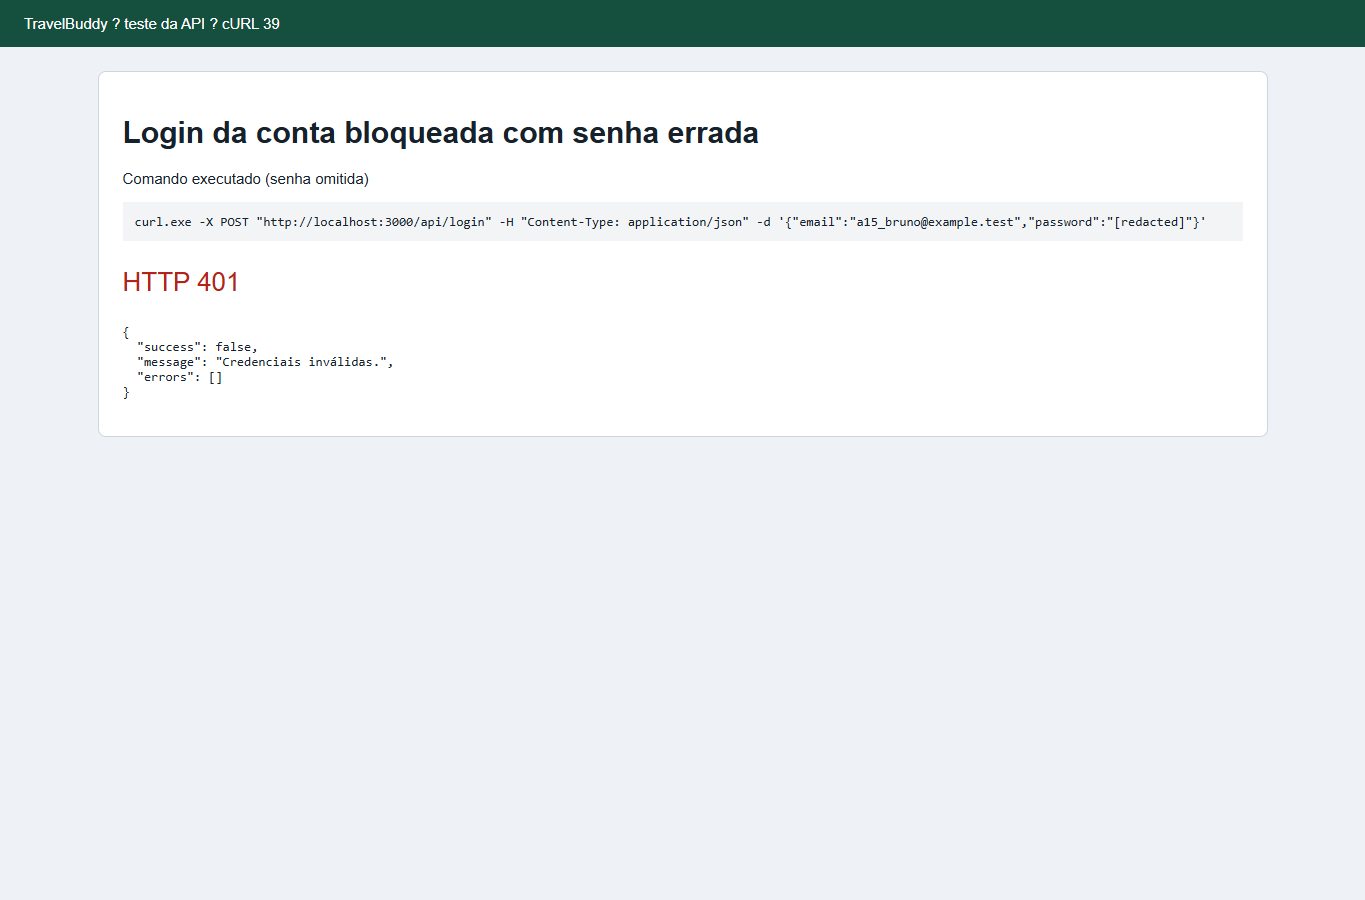 TravelBuddy ? teste da API ? cURL 39
Login da conta bloqueada com senha errada
Comando executado (senha omitida)
curl.exe -X POST "http://localhost:3000/api/login" -H "Content-Type: application/json" -d '{"email":"a15_bruno@example.test","password":"[redacted]"}'
HTTP 401
{
  "success": false,
  "message": "Credenciais inválidas.",
  "errors": []
}